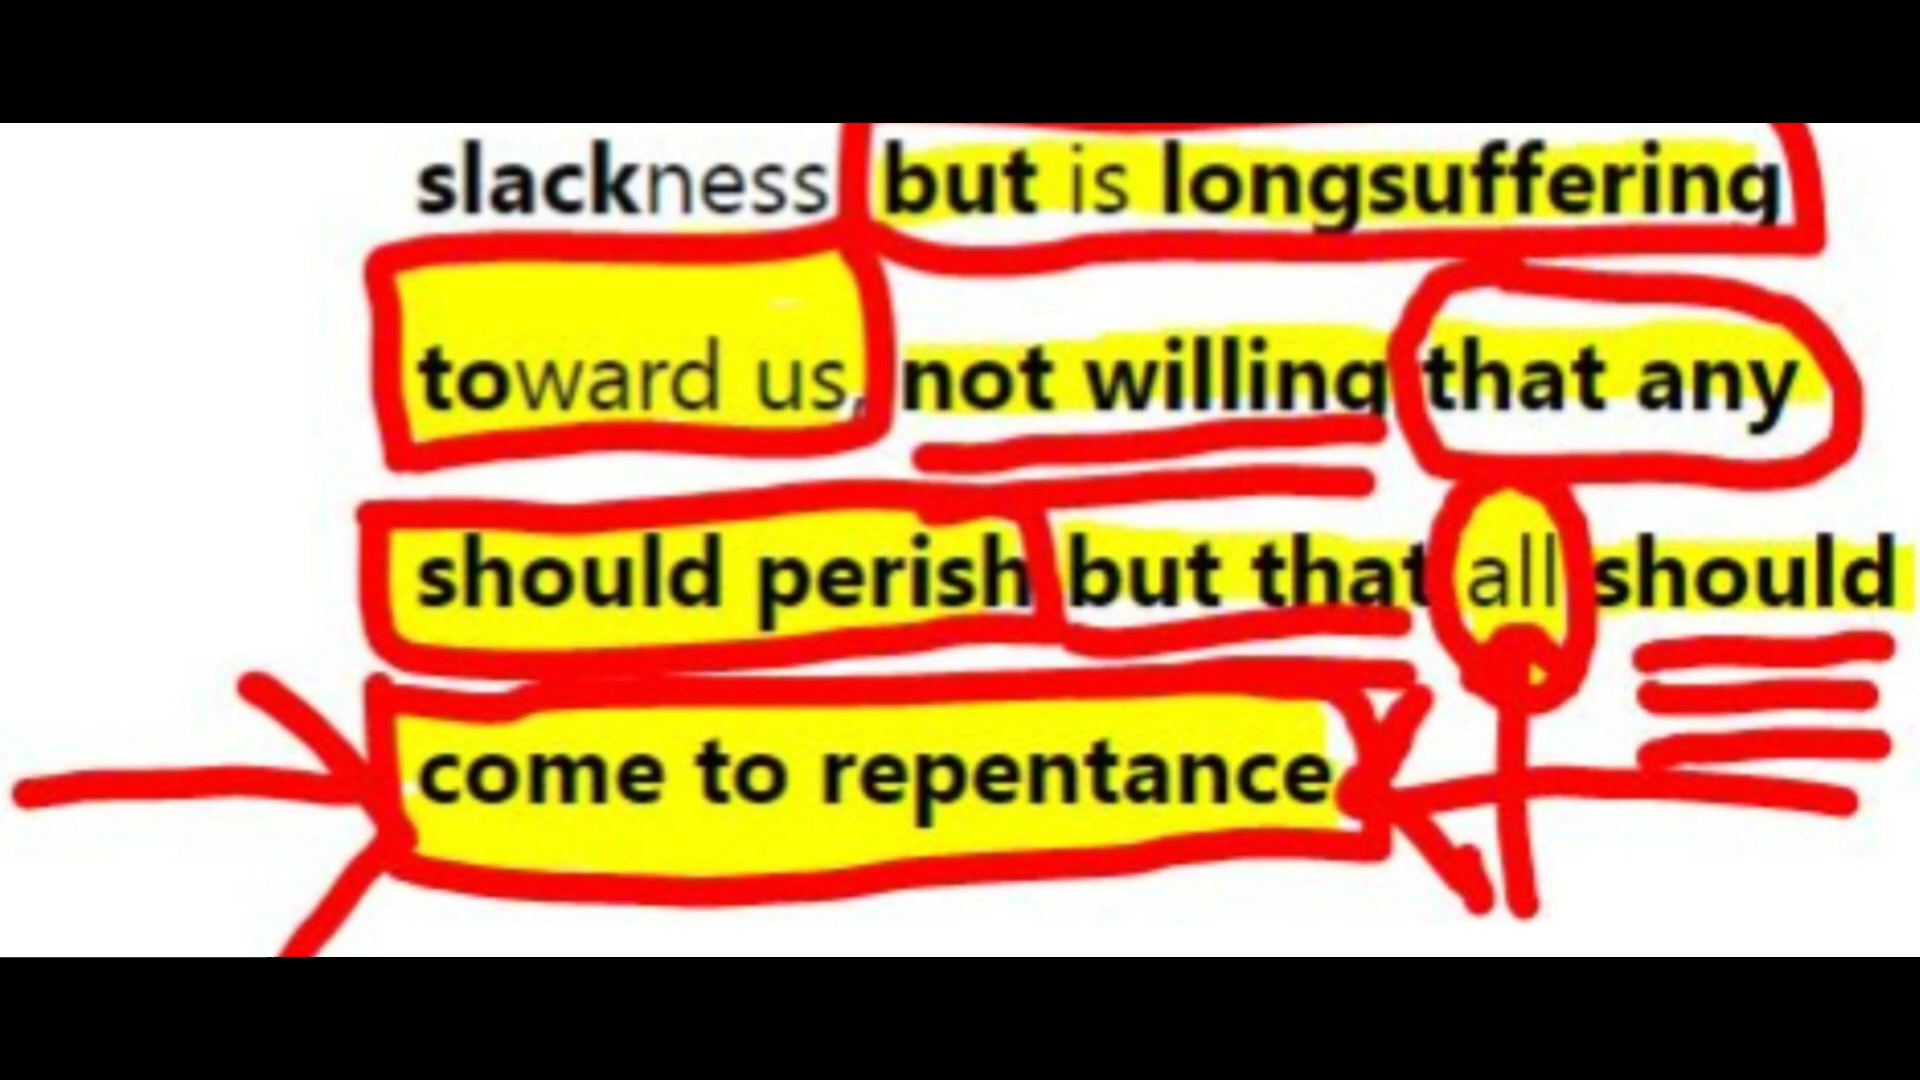 slackness but is longsuffering
toward us, not willing that any
should perish but that all should
come to repentance